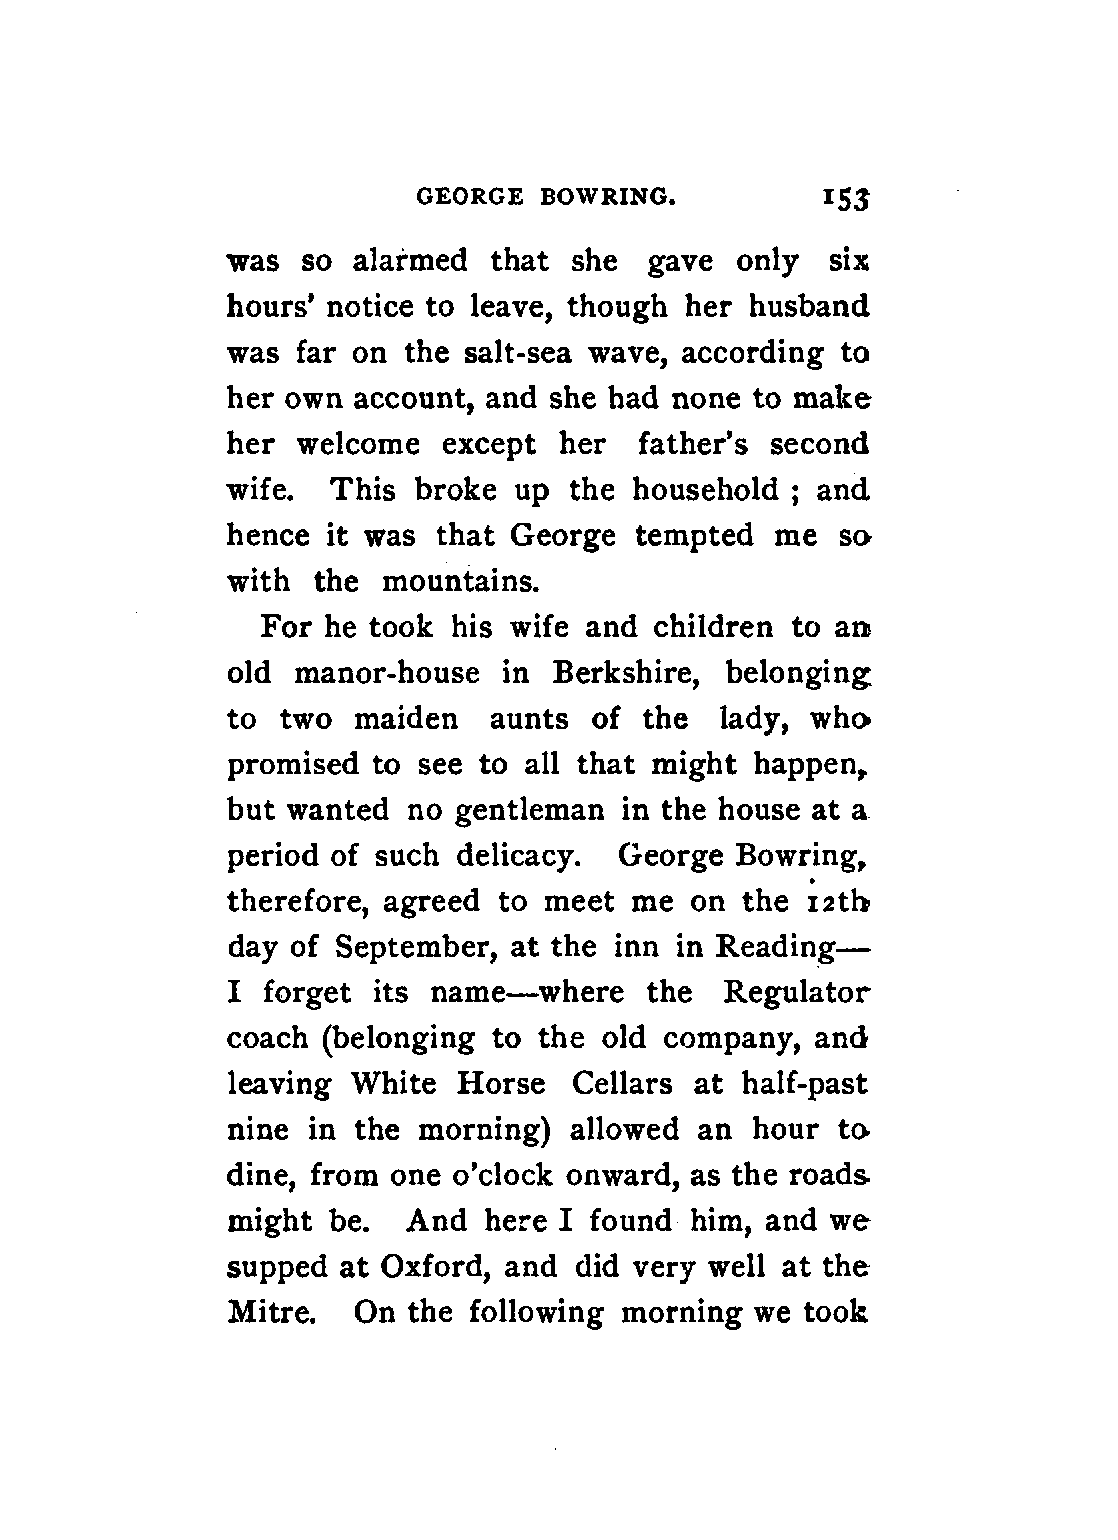 GEORGE BOWRING. 153
was so alarmed that she gave only six
hours' notice to leave, though her husband
was far on the salt-sea wave, according to
her own account, and she had none to make
her welcome except her father's second
wife. This broke up the household ; and
hence it was that George tempted me so
with the mountains.
For he took his wife and children to an
old manor-house in Berkshire, belonging
to two maiden aunts of the lady, who
promised to see to all that might happen,
but wanted no gentleman in the house at a
period of such delicacy. George Bowring,
therefore, agreed to meet me on the 12th
day of September, at the inn in Reading—
I forget its name—where the Regulator
coach (belonging to the old company, and
leaving White Horse Cellars at half-past
nine in the morning) allowed an hour to
dine, from one o'clock onward, as the roads
might be. And here I found him, and we
supped at Oxford, and did very well at the
Mitre. On the following morning we took